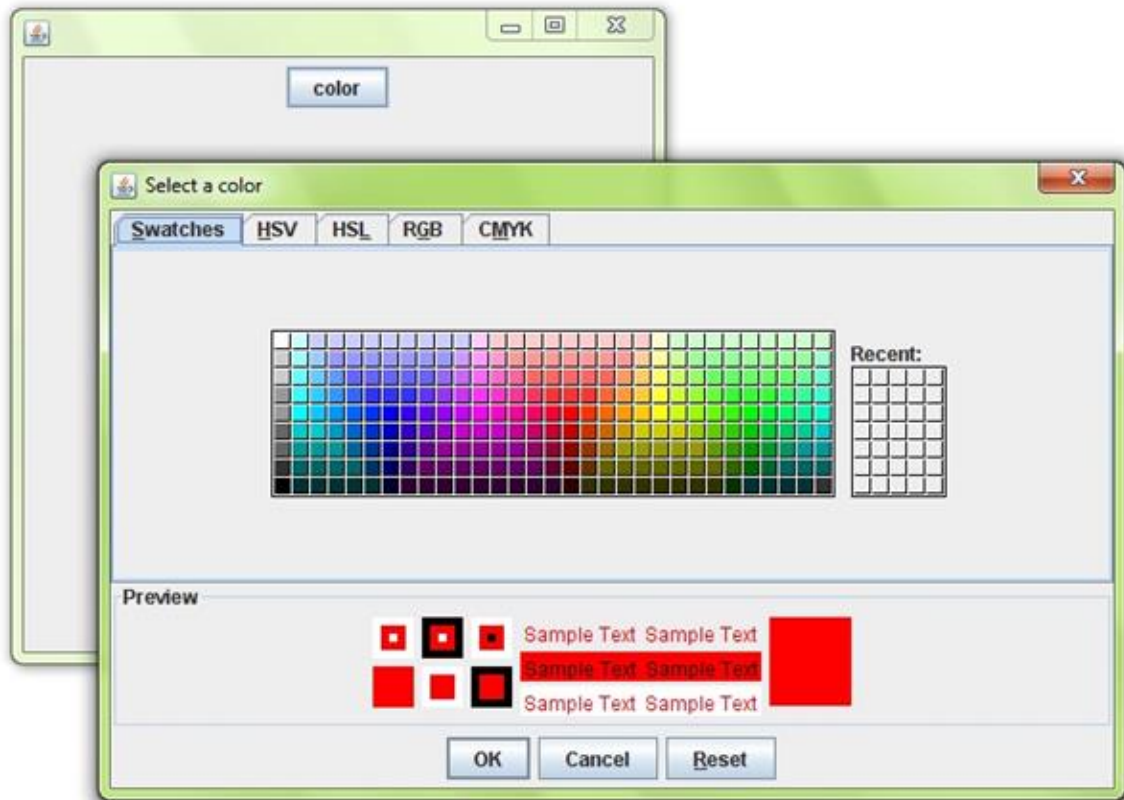 color
Select a color
Swatches HSV HSL RGB CMYK
Recent:
Preview
Sample Text Sample Text
Sample Text Sample Text
Sample Text Sample Text
OK Cancel Reset